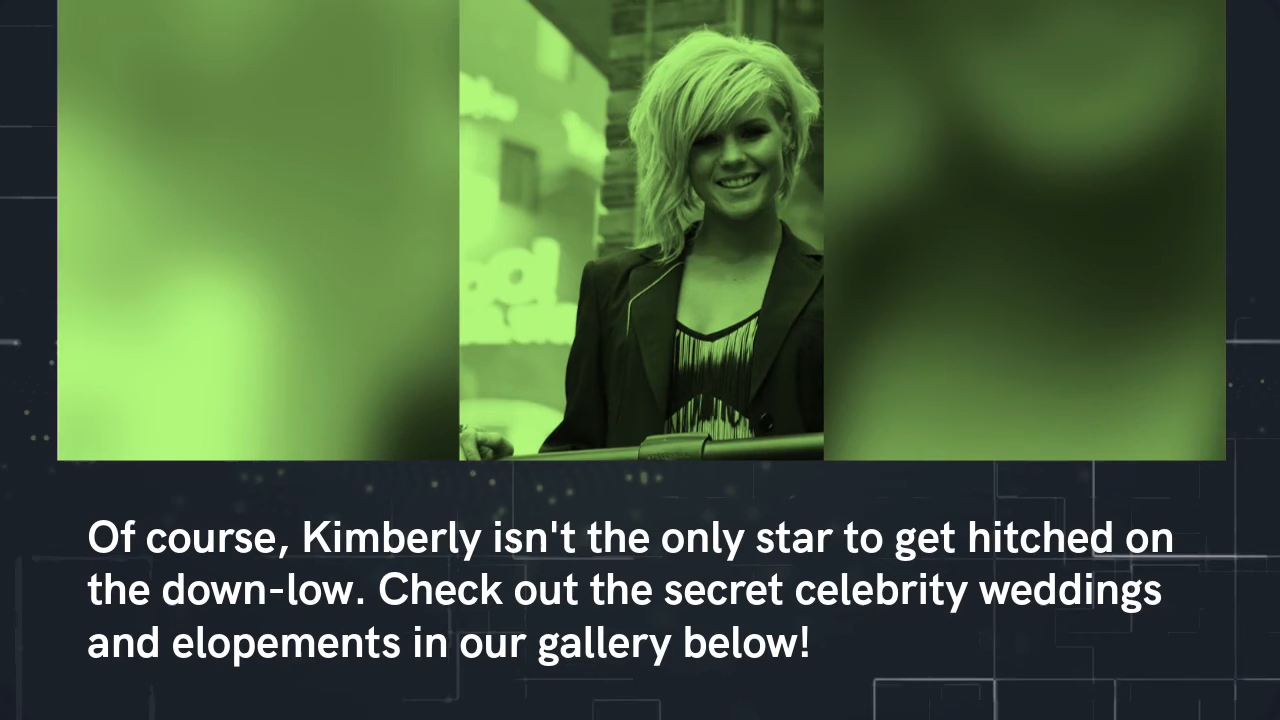 Of course, Kimberly isn't the only star to get hitched on
the down-low. Check out the secret celebrity weddings
and elopements in our gallery below!